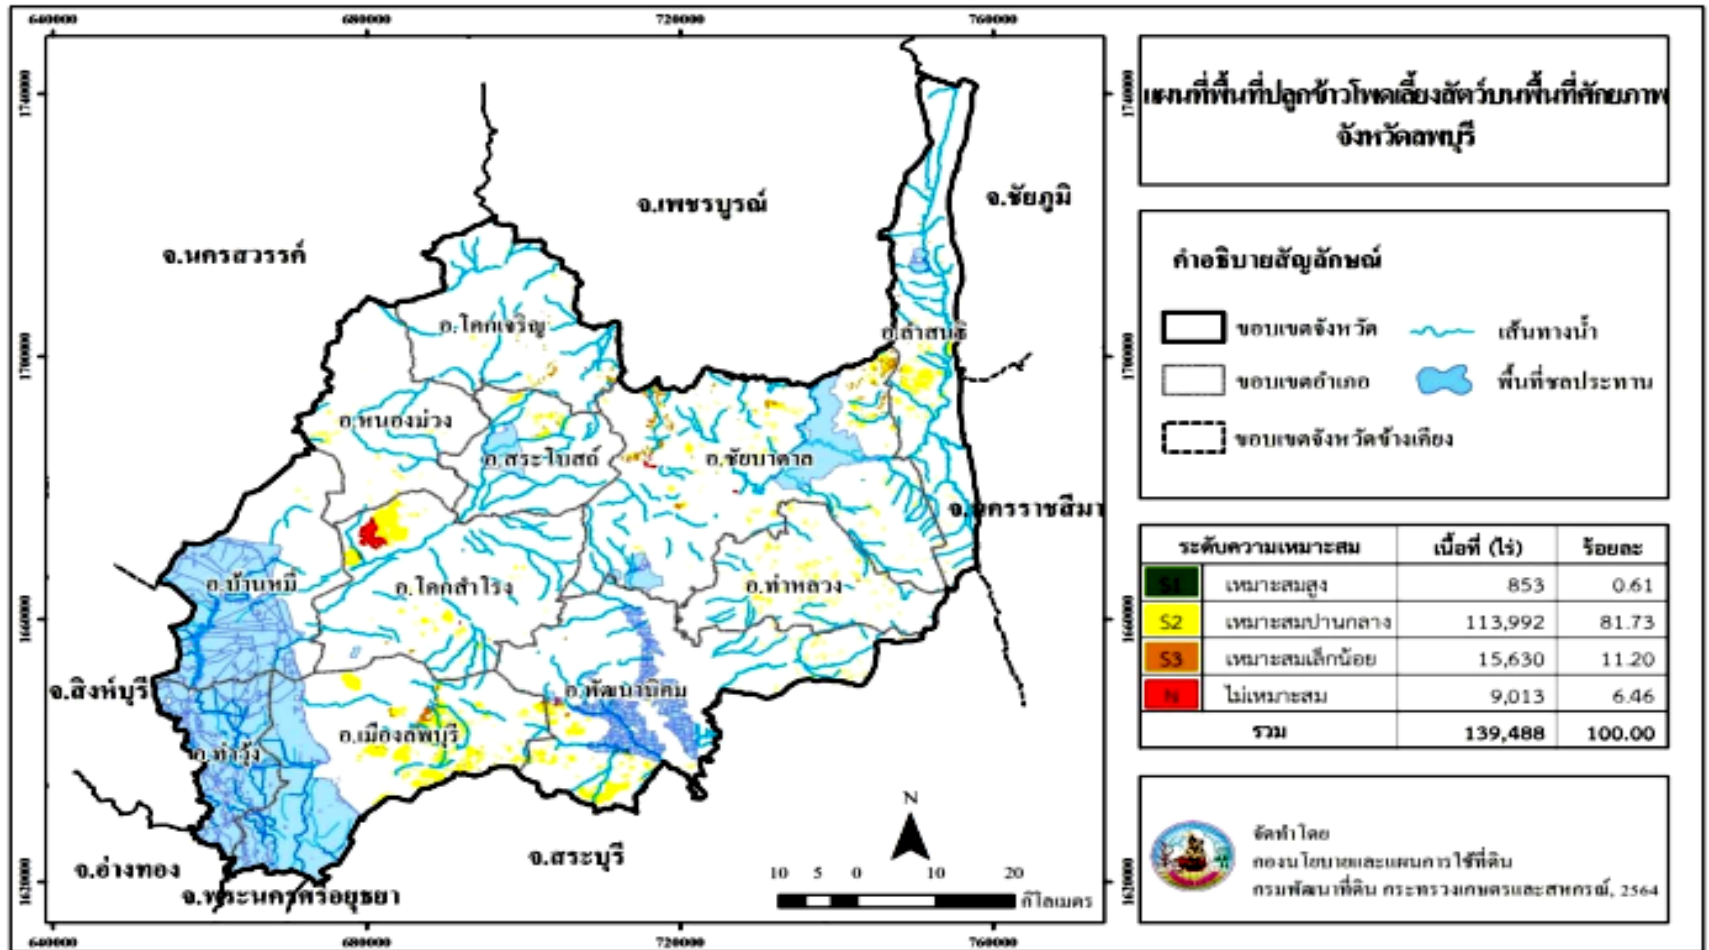 640000 680000 720000 760000
1740000 1740000
1700000 1700000
1660000 1660000
1620000 1620000
640000 680000 720000 760000
จ.เพชรบูรณ์
จ.ชัยภูมิ
จ.นครสวรรค์
อ.โคกเจริญ
อ.ลำสนธิ
อ.หนองม่วง
อ.สระโบสถ์
อ.ชัยบาดาล
จ.นครราชสีมา
อ.บ้านหมี่
อ.โคกสำโรง
อ.ท่าหลวง
จ.สิงห์บุรี
อ.พัฒนานิคม
อ.เมืองลพบุรี
อ.ท่าวุ้ง
จ.อ่างทอง
จ.สระบุรี
จ.พระนครศรีอยุธยา
N
10 5 0 10 20
กิโลเมตร
แผนที่พื้นที่ปลูกข้าวโพดเลี้ยงสัตว์บนพื้นที่ศักยภาพ
จังหวัดลพบุรี
คำอธิบายสัญลักษณ์
ขอบเขตจังหวัด เส้นทางน้ำ
ขอบเขตอำเภอ พื้นที่ชลประทาน
ขอบเขตจังหวัดข้างเคียง
ระดับความเหมาะสม เนื้อที่ (ไร่) ร้อยละ
S1 เหมาะสมสูง 853 0.61
S2 เหมาะสมปานกลาง 113,992 81.73
S3 เหมาะสมเล็กน้อย 15,630 11.20
N ไม่เหมาะสม 9,013 6.46
รวม 139,488 100.00
จัดทำโดย
กองนโยบายและแผนการใช้ที่ดิน
กรมพัฒนาที่ดิน กระทรวงเกษตรและสหกรณ์, 2564